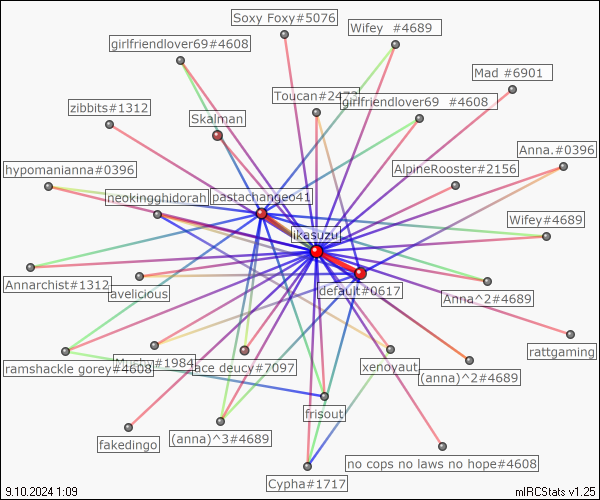 Soxy Foxy#5076
Wifey  #4689
girlfriendlover69#4608
Mad #6901
Toucan#2473
girlfriendlover69  #4608
zibbits#1312
Skalman
Anna.#0396
hypomanianna#0396
AlpineRooster#2156
neokingghidorah
pastachangeo41
Wifey#4689
ikasuzu
Annarchist#1312
avelicious
default#0617
Anna^2#4689
rattgaming
ramshackle gorey#4608
#1984
ace deucy#7097
xenoyaut
(anna)^2#4689
frisout
fakedingo
(anna)^3#4689
no cops no laws no hope#4608
Cypha#1717
9.10.2024 1:09
mIRCStats v1.25